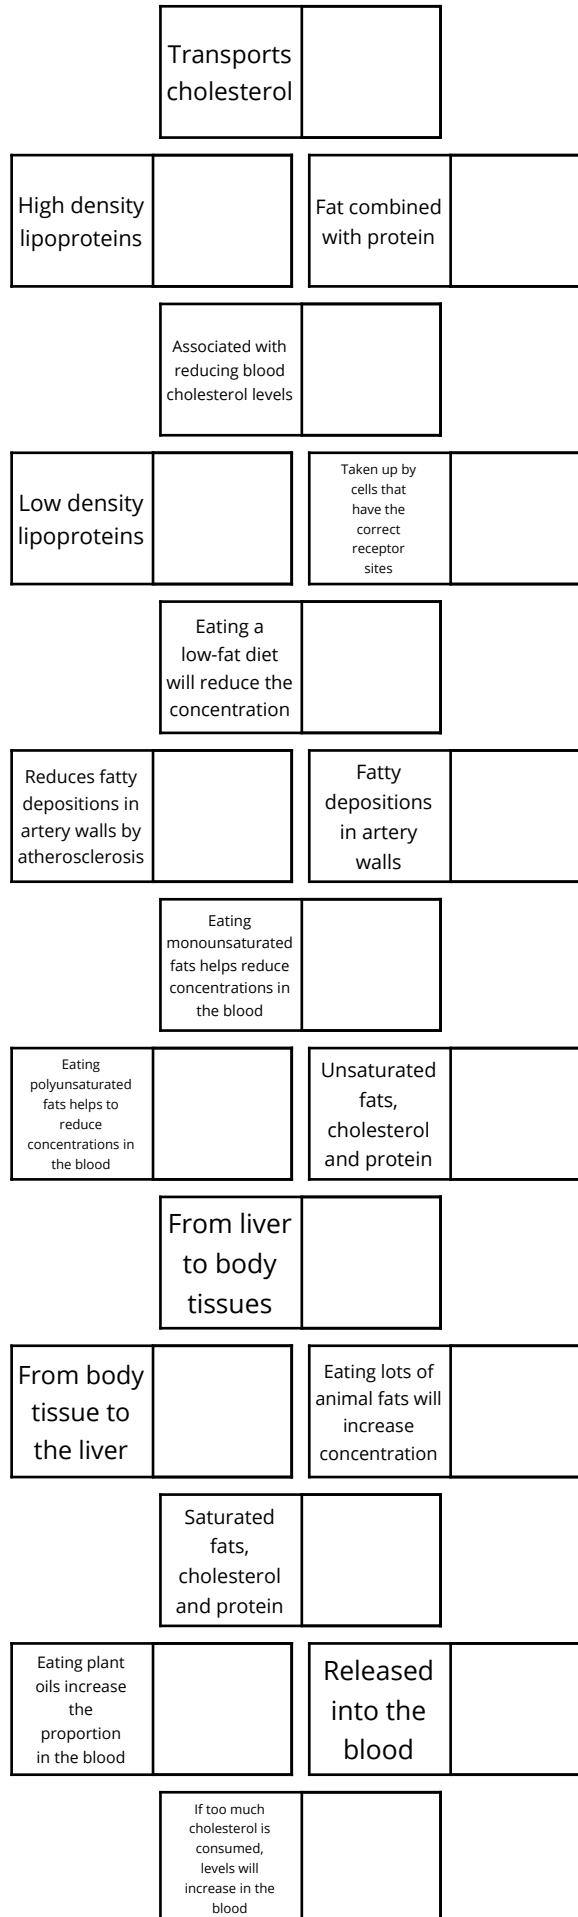 Transports
cholesterol
High density
lipoproteins
Fat combined
with protein
Associated with
reducing blood
cholesterol levels
Low density
lipoproteins
Taken up by
cells that
have the
correct
receptor
sites
Eating a
low-fat diet
will reduce the
concentration
Reduces fatty
depositions in
artery walls by
atherosclerosis
Fatty
depositions
in artery
walls
Eating
monounsaturated
fats helps reduce
concentrations in
the blood
Eating
polyunsaturated
fats helps to
reduce
concentrations in
the blood
Unsaturated
fats,
cholesterol
and protein
From liver
to body
tissues
From body
tissue to
the liver
Eating lots of
animal fats will
increase
concentration
Saturated
fats,
cholesterol
and protein
Eating plant
oils increase
the
proportion
in the blood
Released
into the
blood
If too much
cholesterol is
consumed,
levels will
increase in the
blood